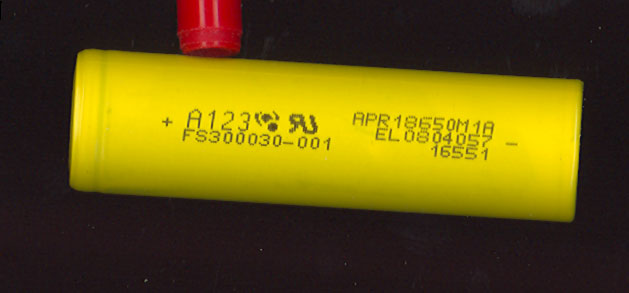 + A123 APR18650M1A
FS300030-001 EL0804057 -
16551